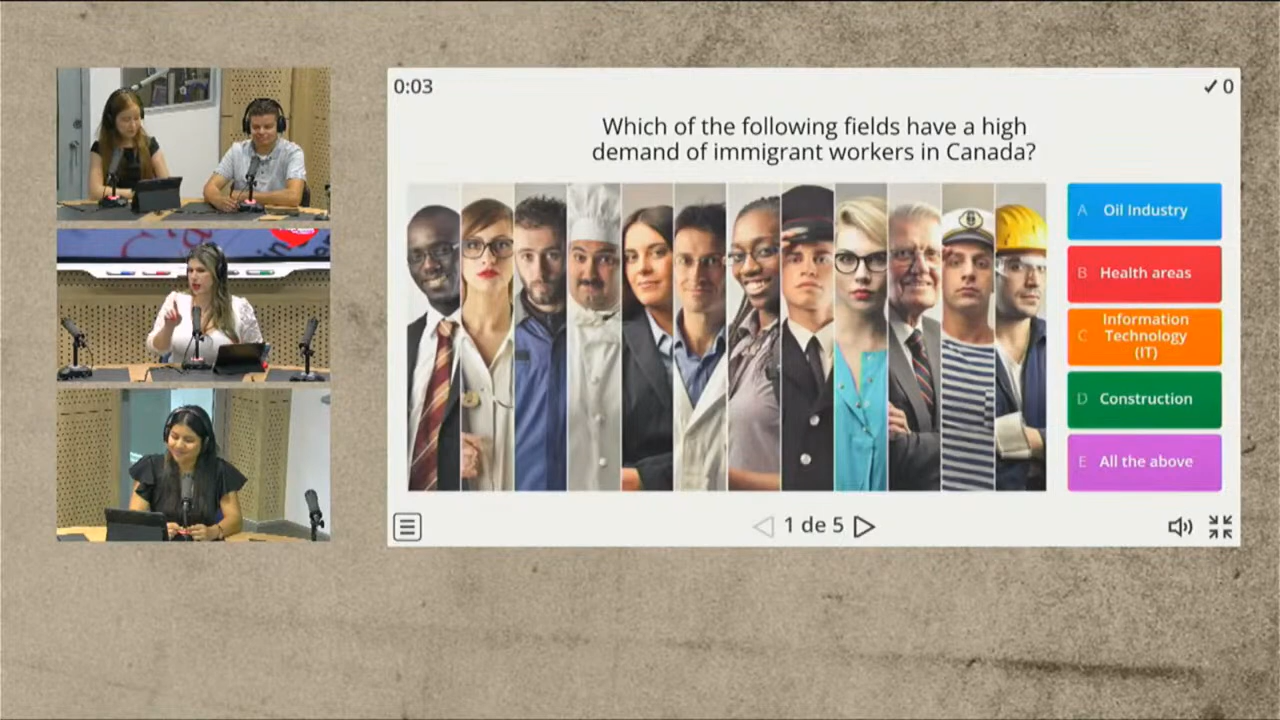 0:03
✓ 0
Which of the following fields have a high
demand of immigrant workers in Canada?
A Oil Industry
B Health areas
C Information
Technology
(IT)
D Construction
E All the above
1 de 5